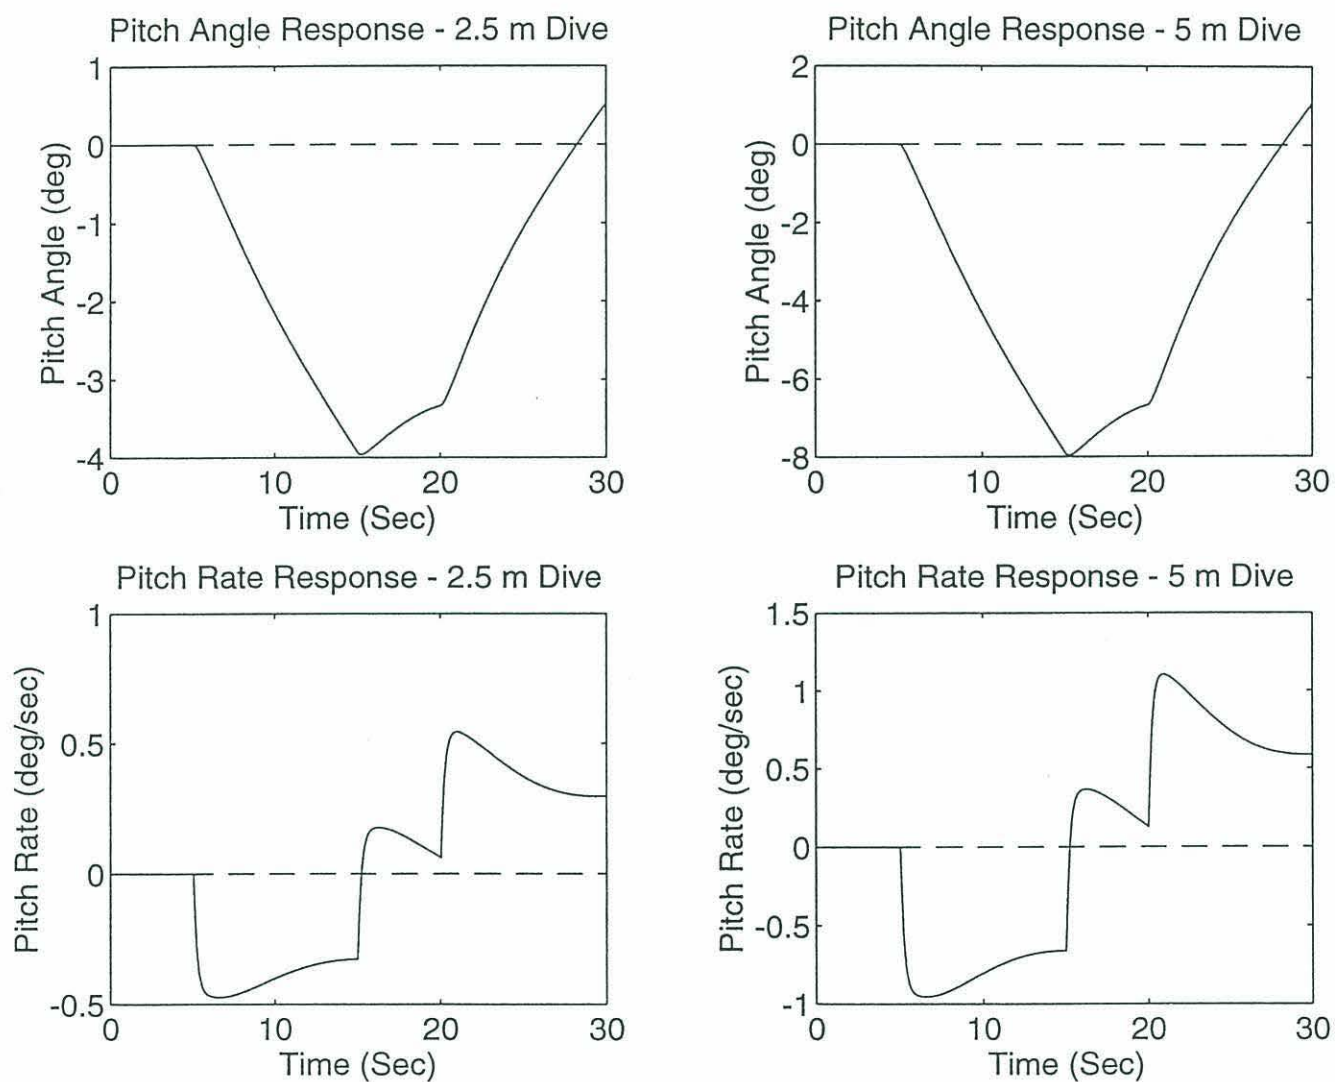 Pitch Angle Response - 2.5 m Dive
1
0
-1
-2
-3
-4
Pitch Angle (deg)
0 10 20 30
Time (Sec)
Pitch Angle Response - 5 m Dive
2
0
-2
-4
-6
-8
Pitch Angle (deg)
0 10 20 30
Time (Sec)
Pitch Rate Response - 2.5 m Dive
1
0.5
0
-0.5
Pitch Rate (deg/sec)
0 10 20 30
Time (Sec)
Pitch Rate Response - 5 m Dive
1.5
1
0.5
0
-0.5
-1
Pitch Rate (deg/sec)
0 10 20 30
Time (Sec)